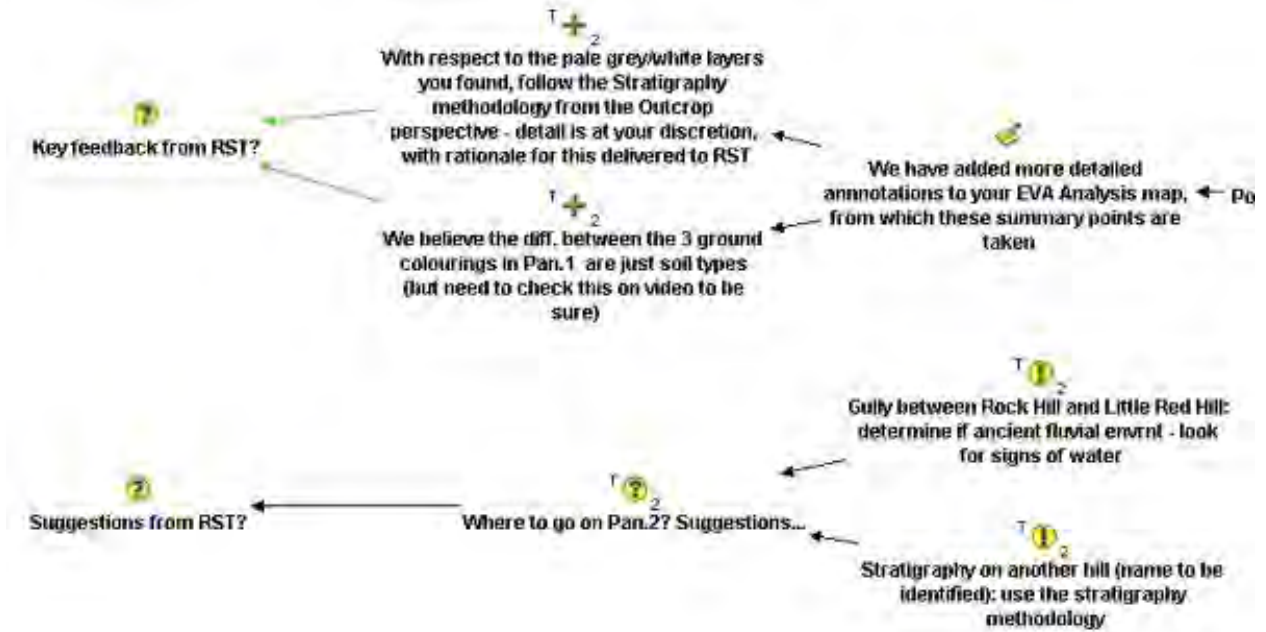 T
2
With respect to the pale grey/white layers
you found, follow the Stratigraphy
methodology from the Outcrop
perspective - detail is at your discretion,
with rationale for this delivered to RST
?
Key feedback from RST?
We have added more detailed
annnotations to your EVA Analysis map,
from which these summary points are
taken
Po
T
2
We believe the diff. between the 3 ground
colourings in Pan.1 are just soil types
(but need to check this on video to be
sure)
T
!
2
Gully between Rock Hill and Little Red Hill:
determine if ancient fluvial envrnt - look
for signs of water
?
Suggestions from RST?
T
?
2
Where to go on Pan.2? Suggestions...
T
!
2
Stratigraphy on another hill (name to be
identified): use the stratigraphy
methodology